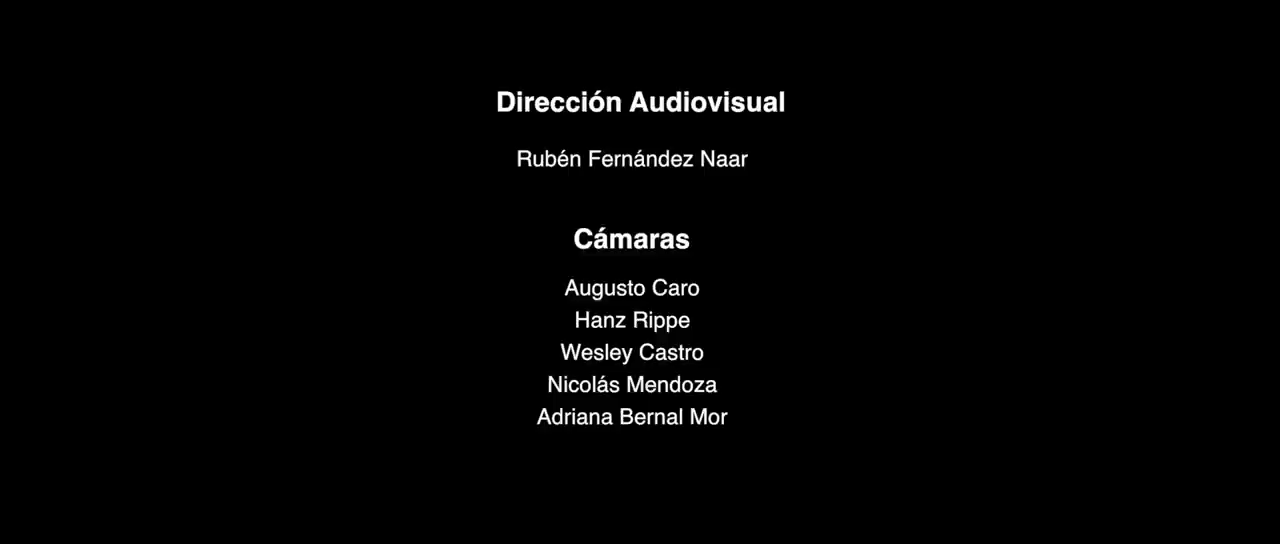 Dirección Audiovisual
Rubén Fernández Naar
Cámaras
Augusto Caro
Hanz Rippe
Wesley Castro
Nicolás Mendoza
Adriana Bernal Mor